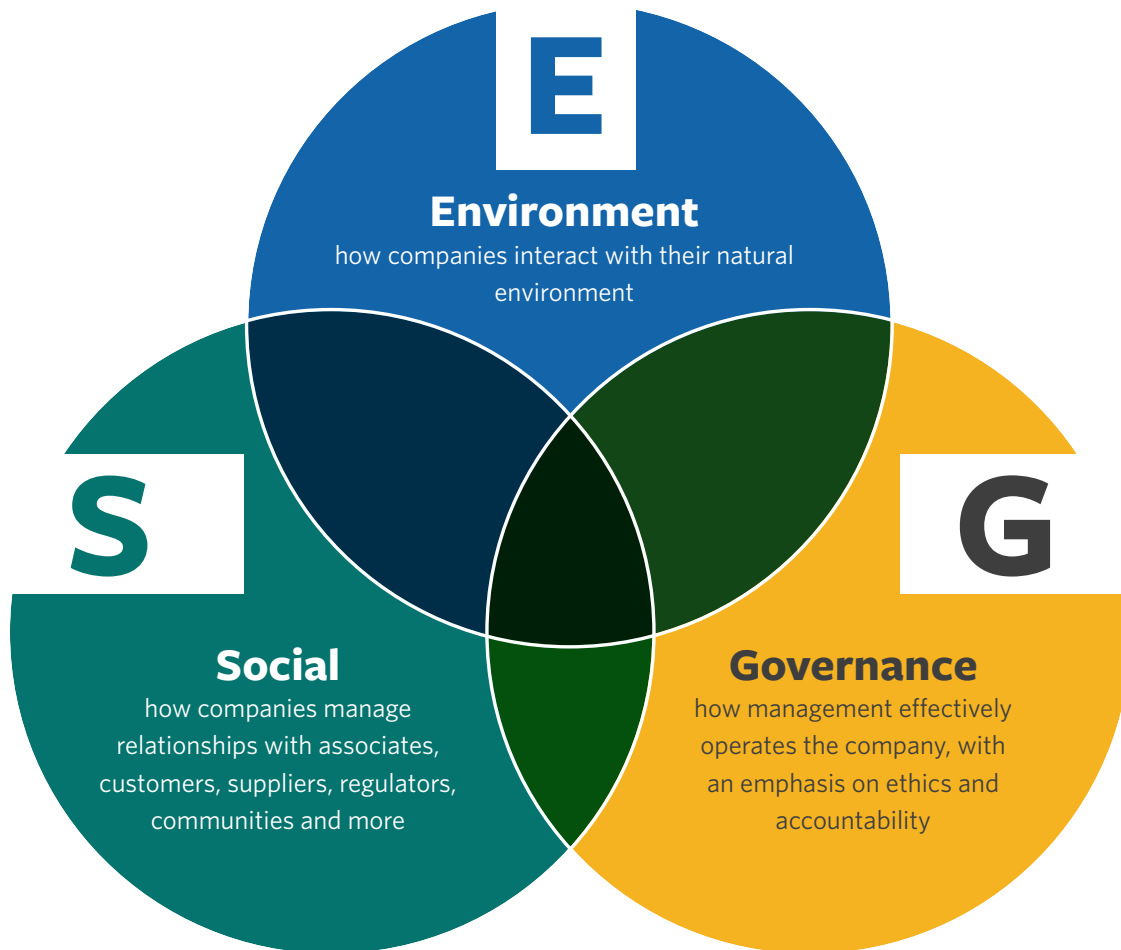 E
Environment
how companies interact with their natural
environment
S
Social
how companies manage
relationships with associates,
customers, suppliers, regulators,
communities and more
G
Governance
how management effectively
operates the company, with
an emphasis on ethics and
accountability